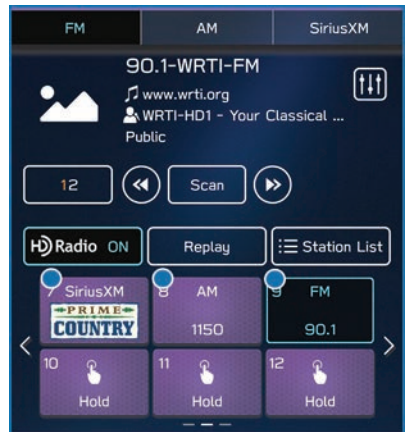 FM AM SiriusXM
90.1-WRTI-FM
www.wrti.org
WRTI-HD1 - Your Classical ...
Public
12 Scan
HD Radio ON Replay Station List
7 SiriusXM 8 AM 9 FM
PRIME
COUNTRY 1150 90.1
10 11 12
Hold Hold Hold